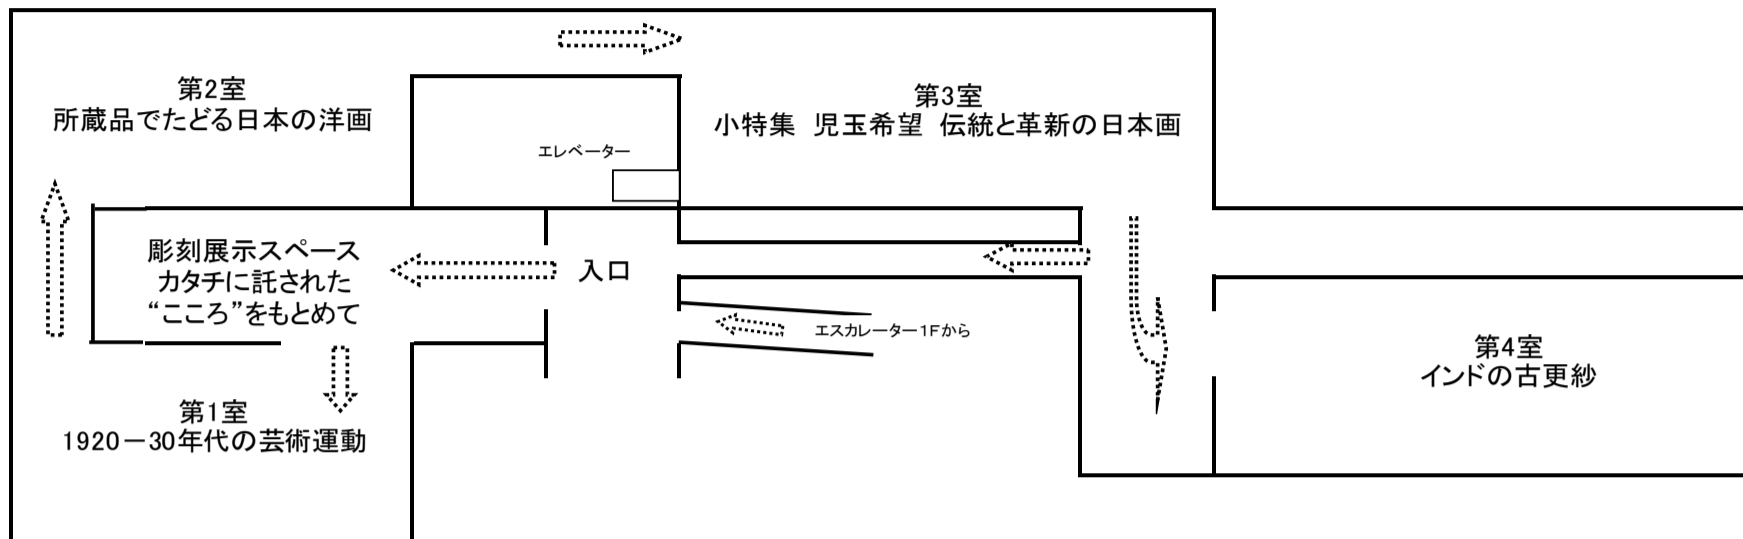 第2室
所蔵品でたどる日本の洋画
第3室
小特集 児玉希望 伝統と革新の日本画
エレベーター
彫刻展示スペース
カタチに託された
“こころ”をもとめて
入口
エスカレーター1Fから
第4室
インドの古更紗
第1室
1920－30年代の芸術運動